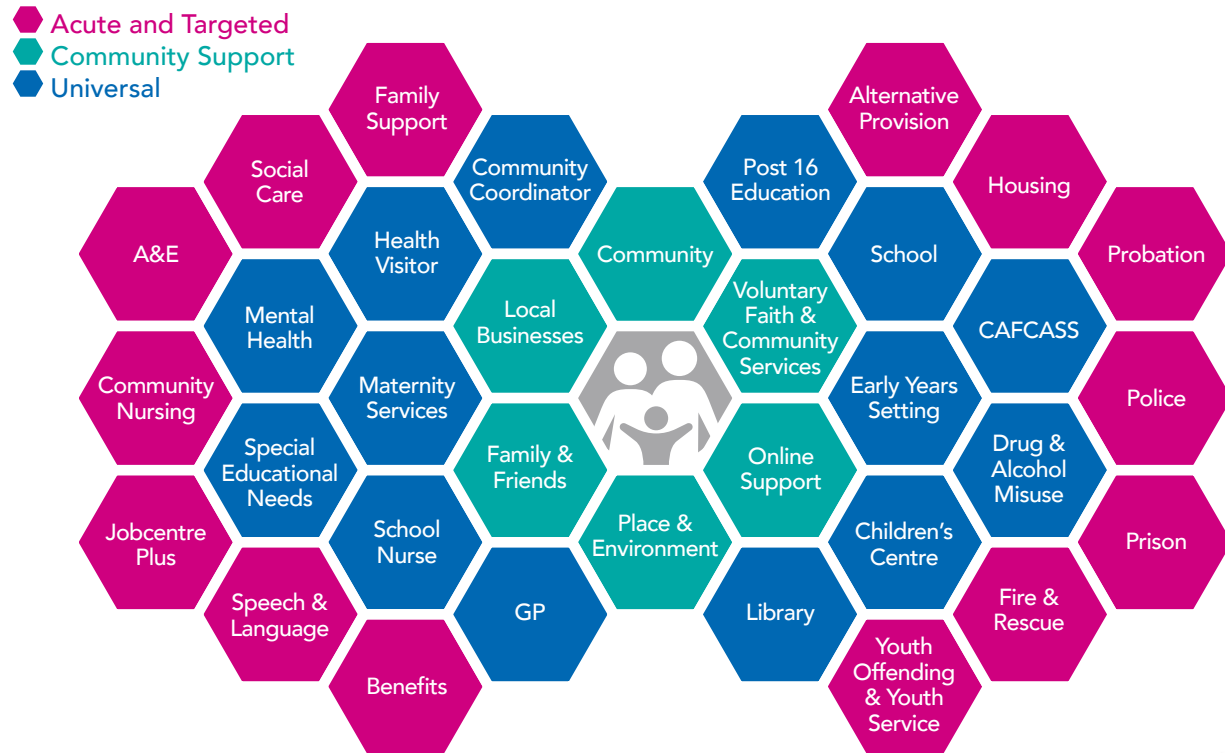 Acute and Targeted
Community Support
Universal
Family
Support
Alternative
Provision
Social
Care
Community
Coordinator
Post 16
Education
Housing
A&E
Health
Visitor
Community
School
Probation
Mental
Health
Local
Businesses
Voluntary
Faith &
Community
Services
CAFCASS
Community
Nursing
Maternity
Services
Early Years
Setting
Police
Special
Educational
Needs
Family &
Friends
Online
Support
Drug &
Alcohol
Misuse
Jobcentre
Plus
School
Nurse
Place &
Environment
Children's
Centre
Prison
Speech &
Language
GP
Library
Fire &
Rescue
Benefits
Youth
Offending
& Youth
Service